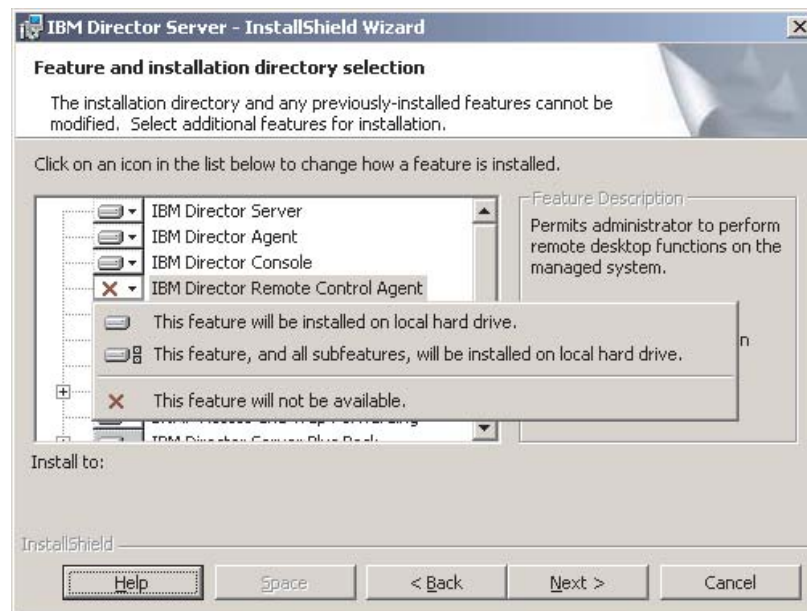 IBM Director Server - InstallShield Wizard
Feature and installation directory selection
The installation directory and any previously-installed features cannot be
modified. Select additional features for installation.
Click on an icon in the list below to change how a feature is installed.
IBM Director Server
IBM Director Agent
IBM Director Console
IBM Director Remote Control Agent
This feature will be installed on local hard drive.
This feature, and all subfeatures, will be installed on local hard drive.
This feature will not be available.
IBM Director Server Plus Pack
Feature Description
Permits administrator to perform
remote desktop functions on the
managed system.
n
Install to:
InstallShield
Help
Space
< Back
Next >
Cancel